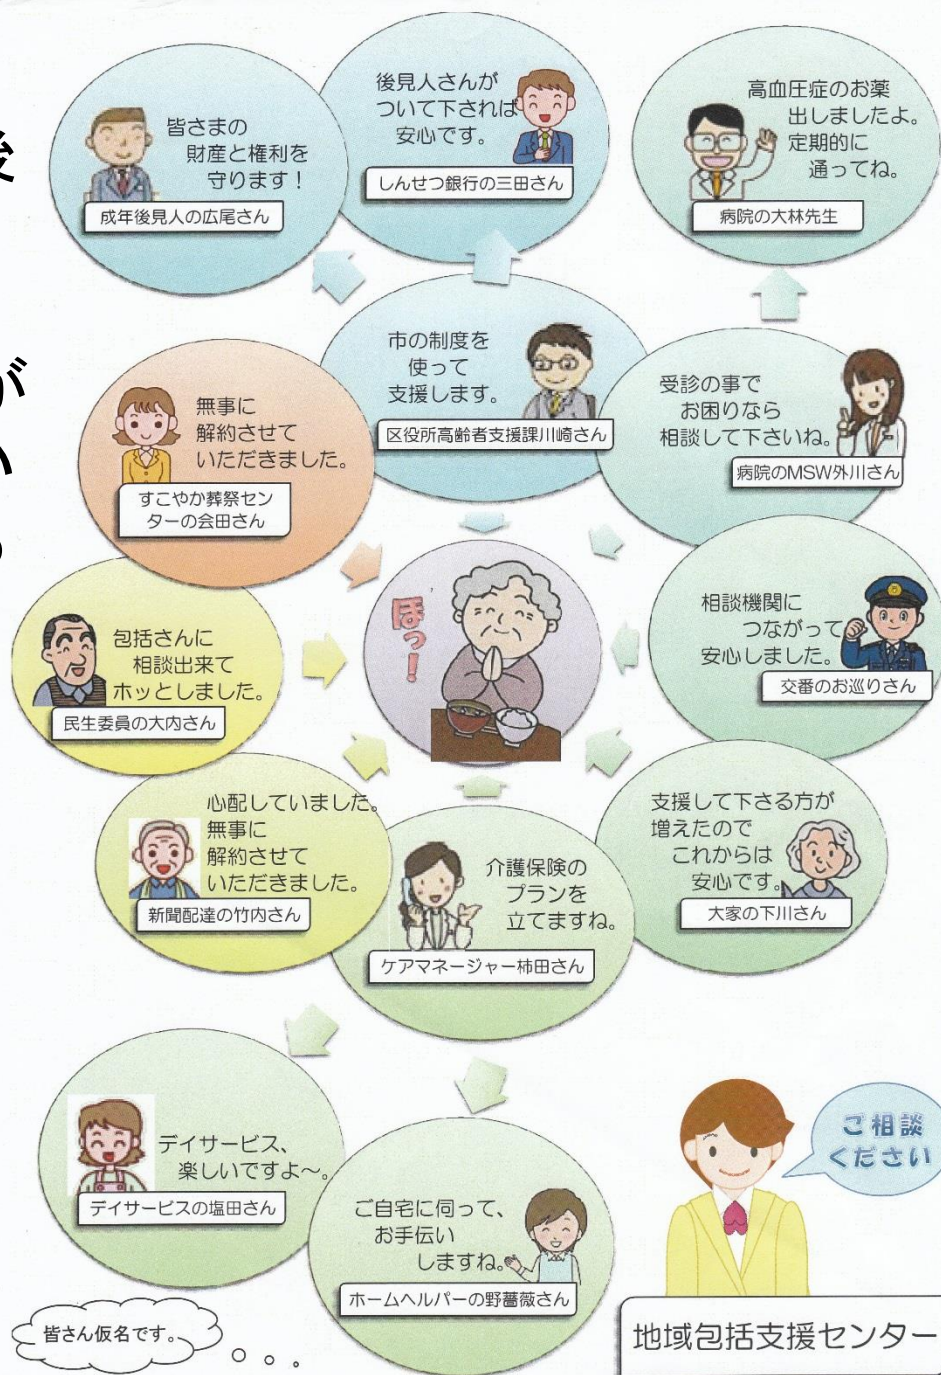 後
が
い
皆さまの
財産と権利を
守ります！
成年後見人の広尾さん
後見人さんが
ついて下されば
安心です。
しんせつ銀行の三田さん
高血圧症のお薬
出しましたよ。
定期的に
通ってね。
病院の大林先生
市の制度を
使って
支援します。
区役所高齢者支援課川崎さん
受診の事で
お困りなら
相談して下さいね。
病院のMSW外川さん
無事に
解約させて
いただきました。
すこやか葬祭セン
ターの会田さん
ほっ！
包括さんに
相談出来て
ホッとしました。
民生委員の大内さん
相談機関に
つながって
安心しました。
交番のお巡りさん
心配していました。
無事に
解約させて
いただきました。
新聞配達の竹内さん
介護保険の
プランを
立てますね。
ケアマネージャー柿田さん
支援して下さる方が
増えたので
これからは
安心です。
大家の下川さん
デイサービス、
楽しいですよ～。
デイサービスの塩田さん
ご自宅に伺って、
お手伝い
しますね。
ホームヘルパーの野薔薇さん
ご相談
ください
地域包括支援センター
皆さん仮名です。